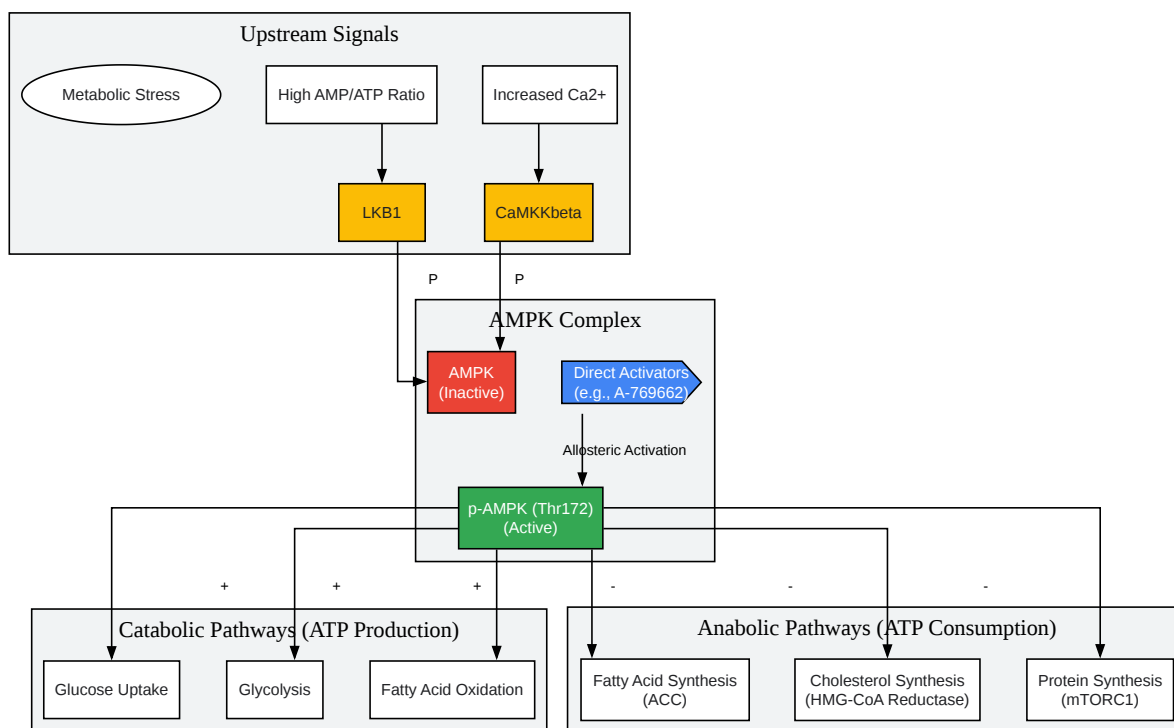 Upstream Signals
Metabolic Stress
High AMP/ATP Ratio
Increased Ca2+
LKB1
CaMKKbeta
P
P
AMPK Complex
AMPK
(Inactive)
Direct Activators
(e.g., A-769662)
Allosteric Activation
p-AMPK (Thr172)
(Active)
+
+
+
-
-
-
Catabolic Pathways (ATP Production)
Anabolic Pathways (ATP Consumption)
Glucose Uptake
Glycolysis
Fatty Acid Oxidation
Fatty Acid Synthesis
(ACC)
Cholesterol Synthesis
(HMG-CoA Reductase)
Protein Synthesis
(mTORC1)